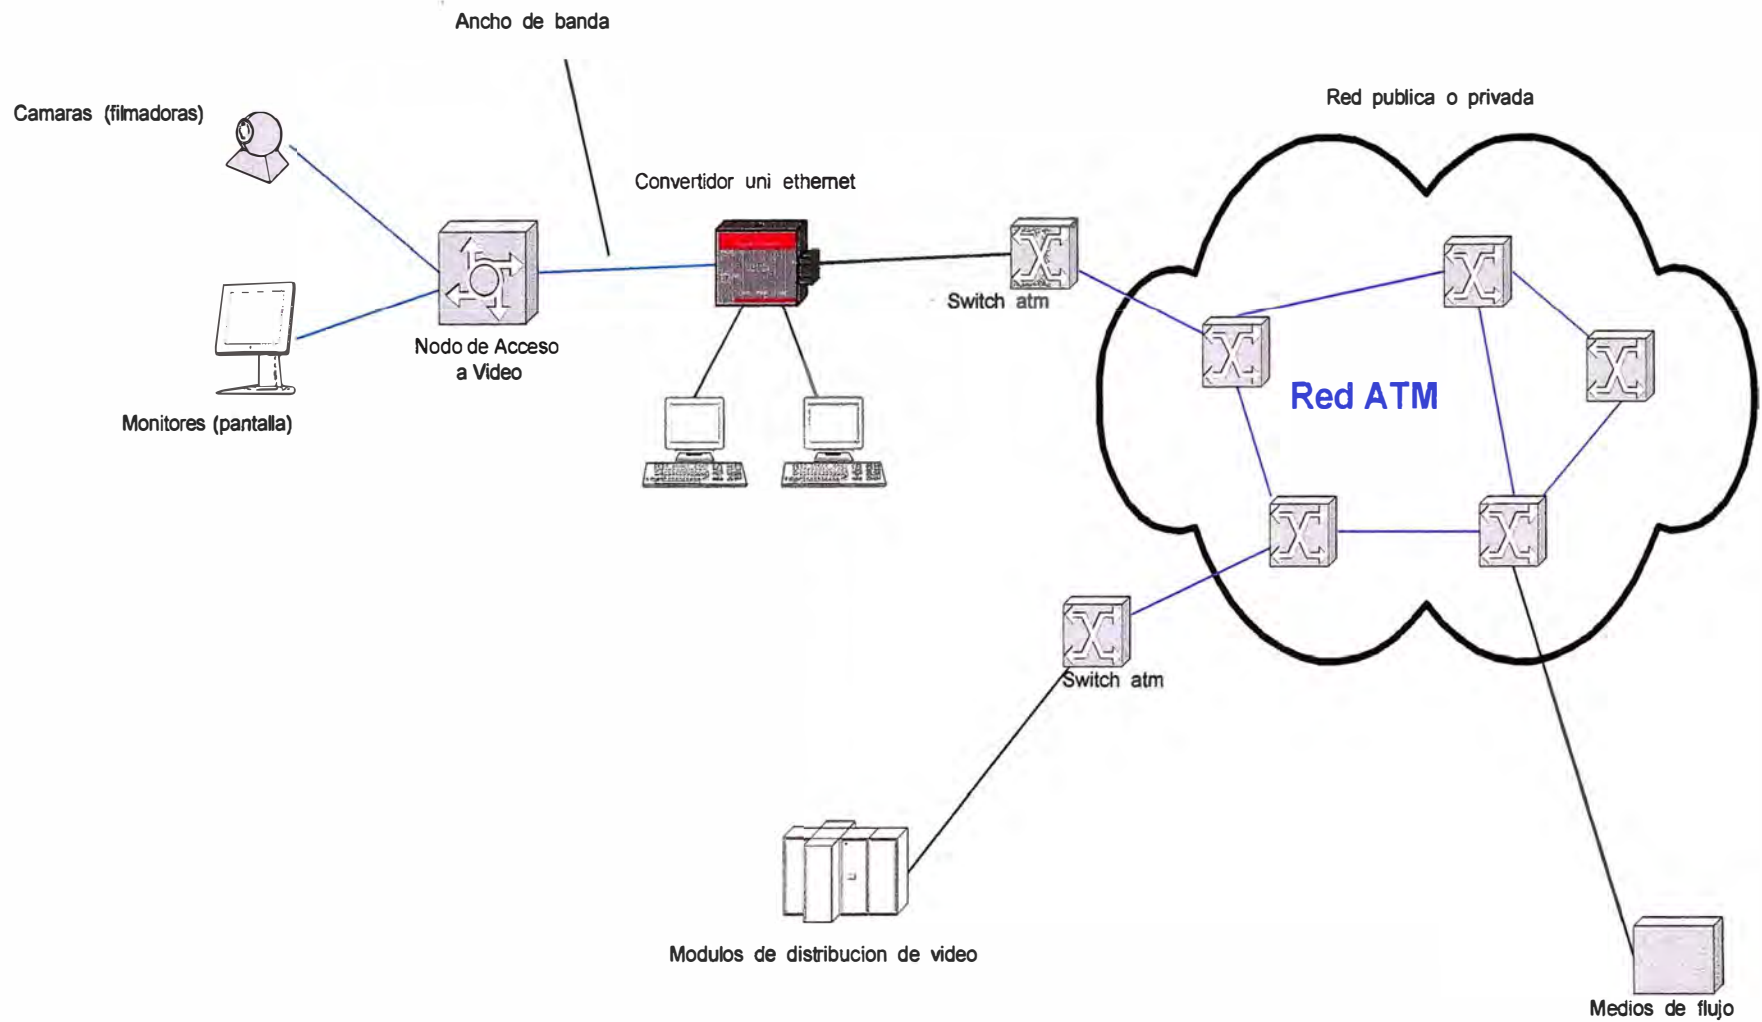 Ancho de banda
Red publica o privada
Camaras (filmadoras)
Convertidor uni ethernet
Switch atm
Nodo de Acceso
a Video
Red ATM
Monitores (pantalla)
Switch atm
Modulos de distribucion de video
Medios de flujo